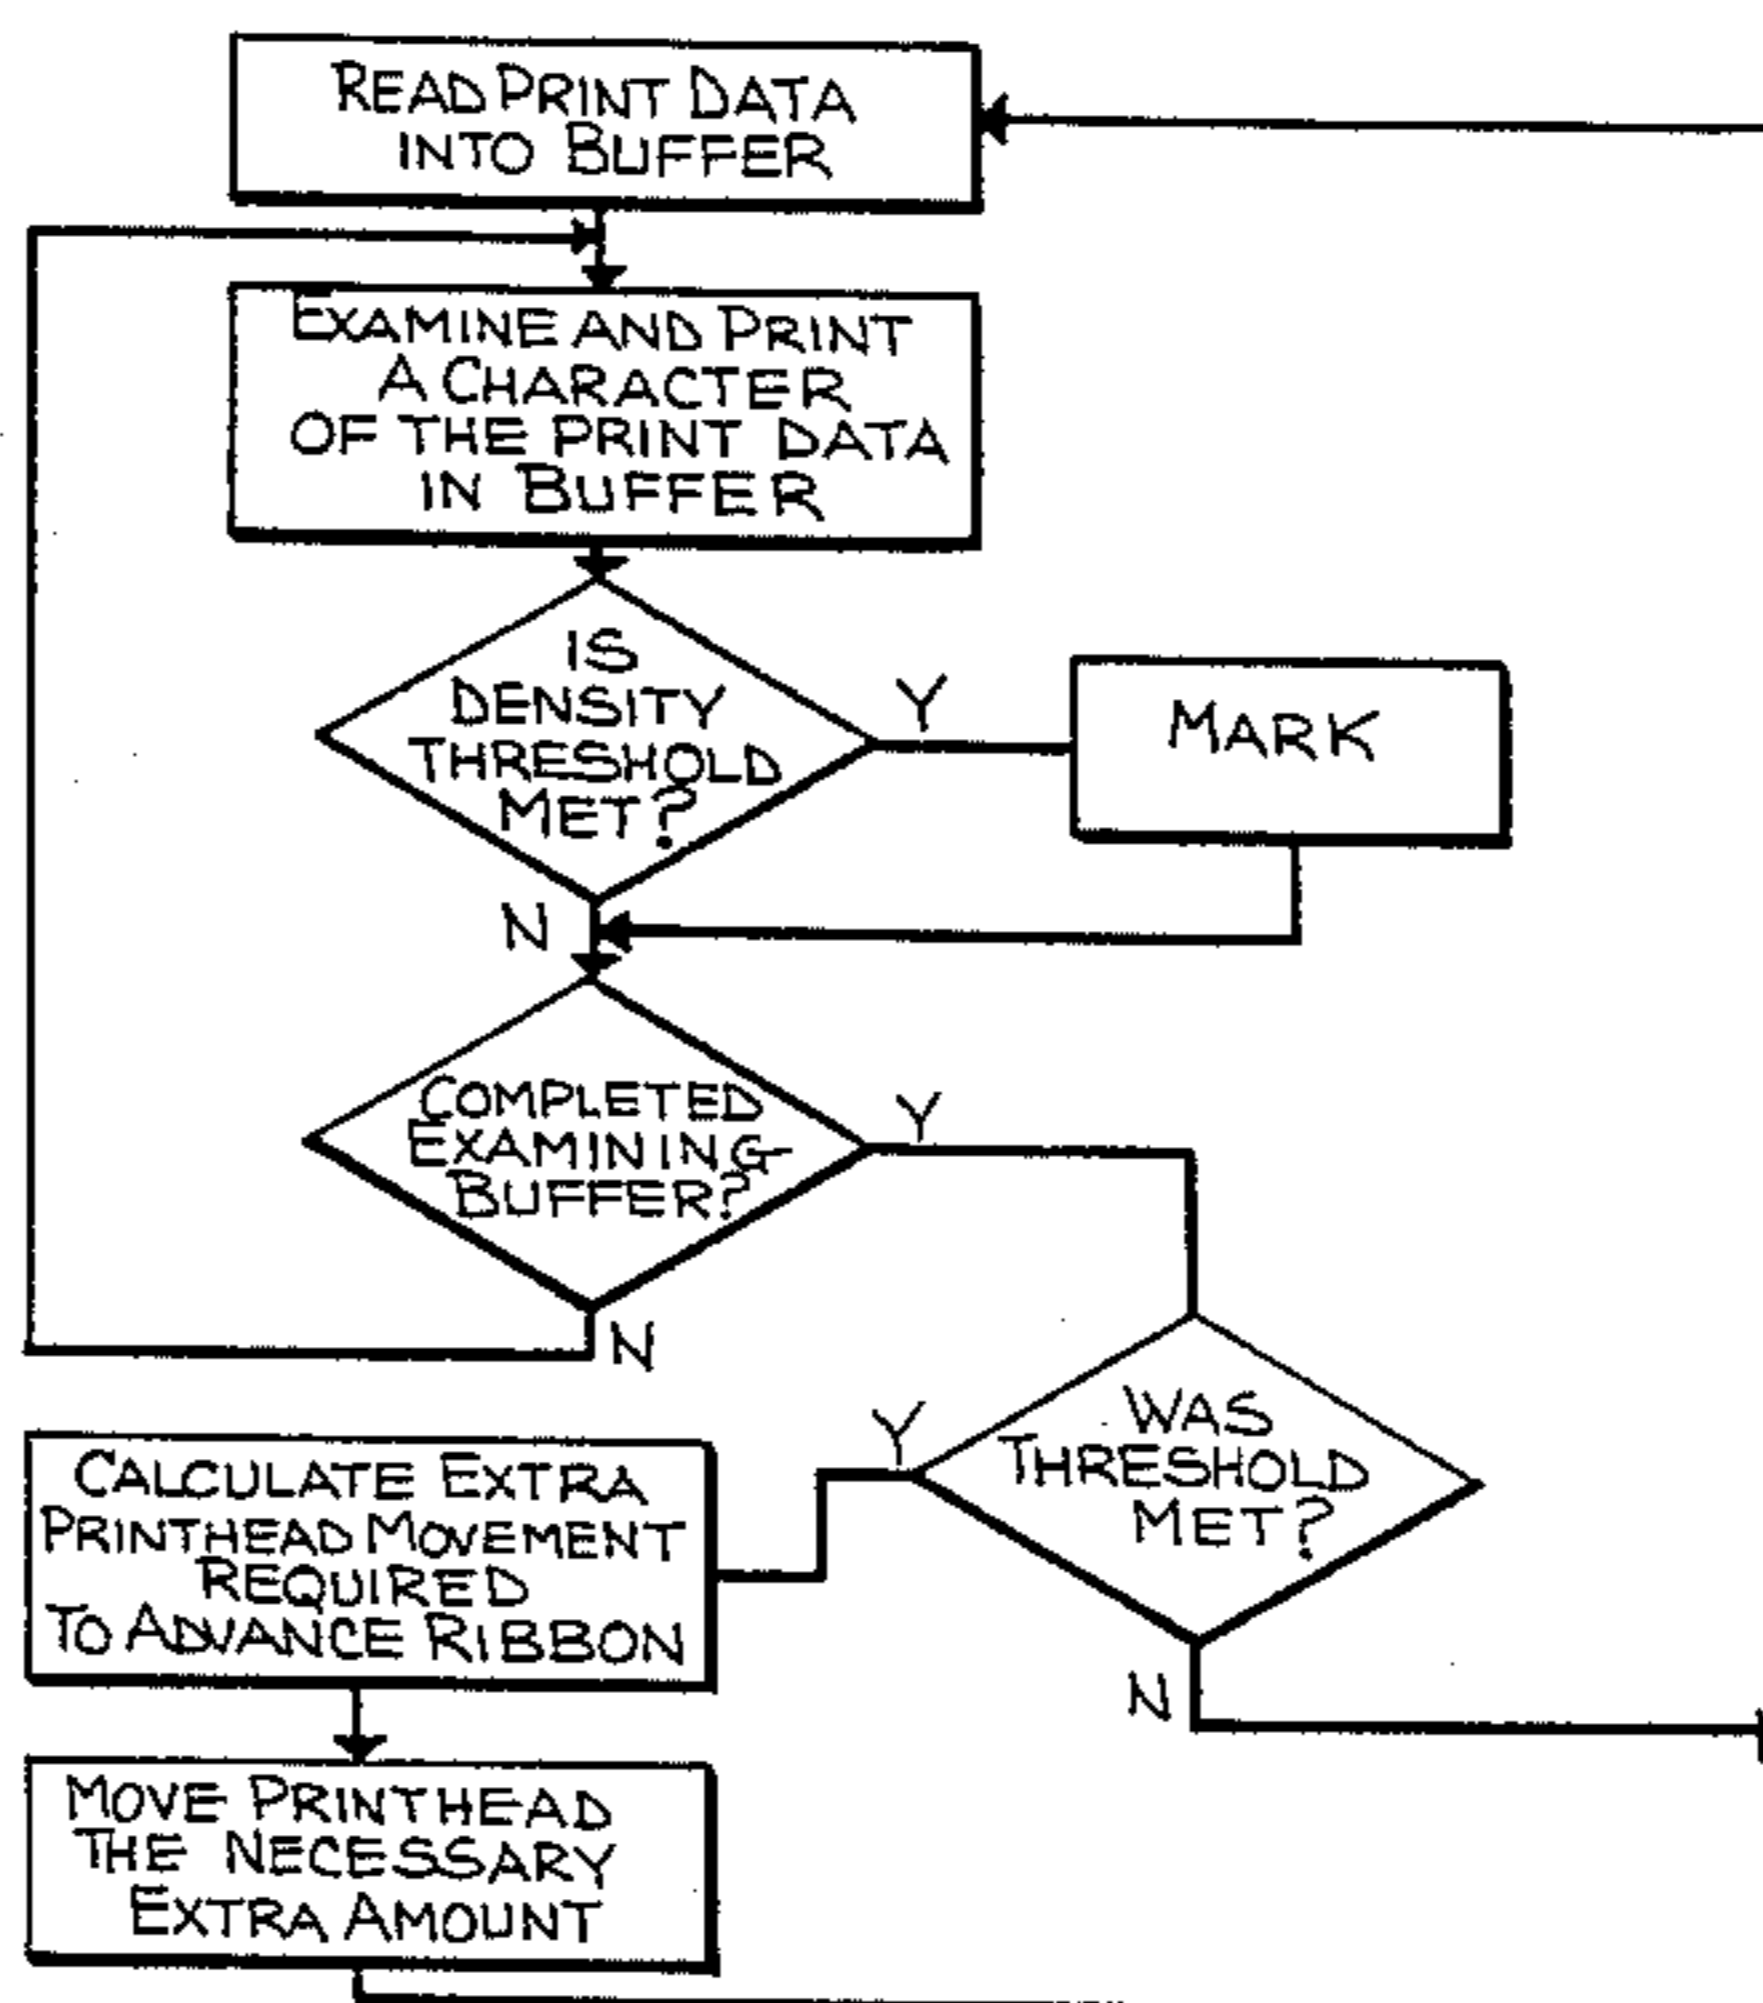 READ PRINT DATA
INTO BUFFER
EXAMINE AND PRINT
A CHARACTER
OF THE PRINT DATA
IN BUFFER
IS
DENSITY
THRESHOLD
MET?
Y
MARK
N
COMPLETED
EXAMINING
BUFFER?
Y
N
WAS
THRESHOLD
MET?
Y
N
CALCULATE EXTRA
PRINTHEAD MOVEMENT
REQUIRED
TO ADVANCE RIBBON
MOVE PRINTHEAD
THE NECESSARY
EXTRA AMOUNT